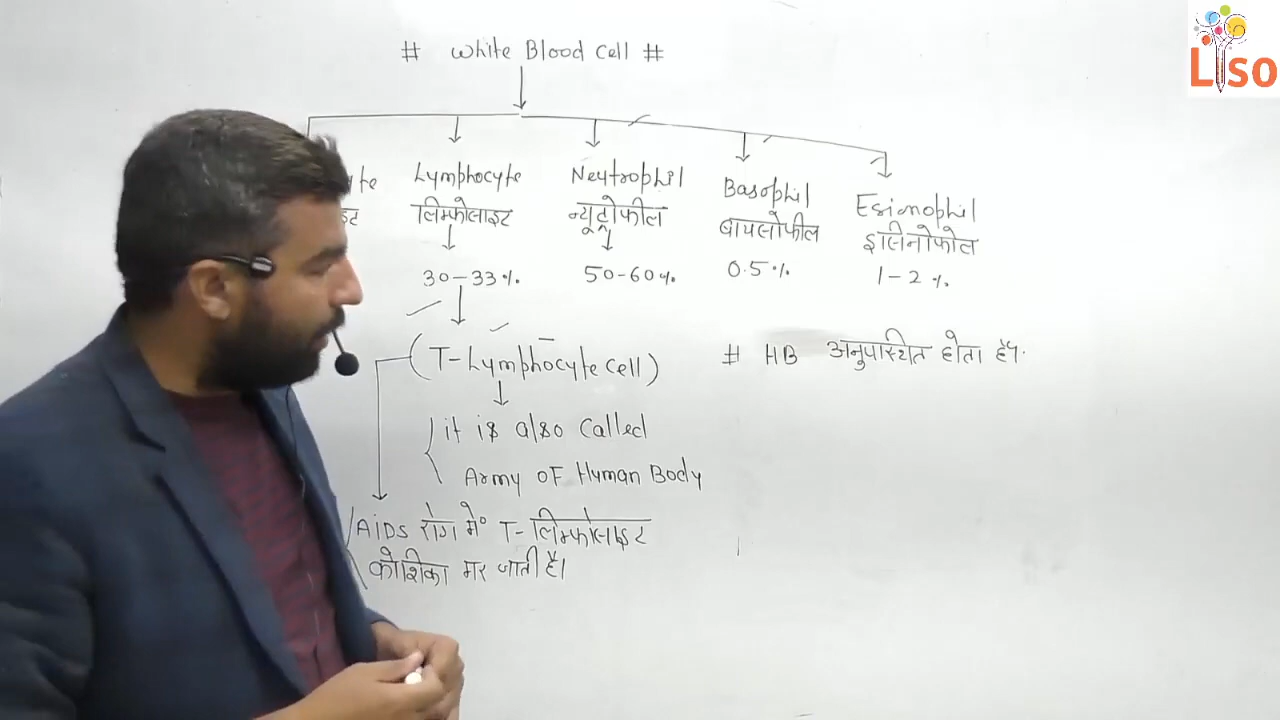 Liso
# White Blood Cell #
Lymphocyte Neutrophil Basophil Esinophil
लिम्फोसाइट न्यूट्रोफील बायसोफील इसिनोफील
30-33% 50-60% 0.5% 1-2%
(T-Lymphocyte cell)
# HB अनुपस्थित होता है।
it is also called
Army of Human Body
AIDS रोग में T-लिम्फोसाइट
कोशिका मर जाती है।